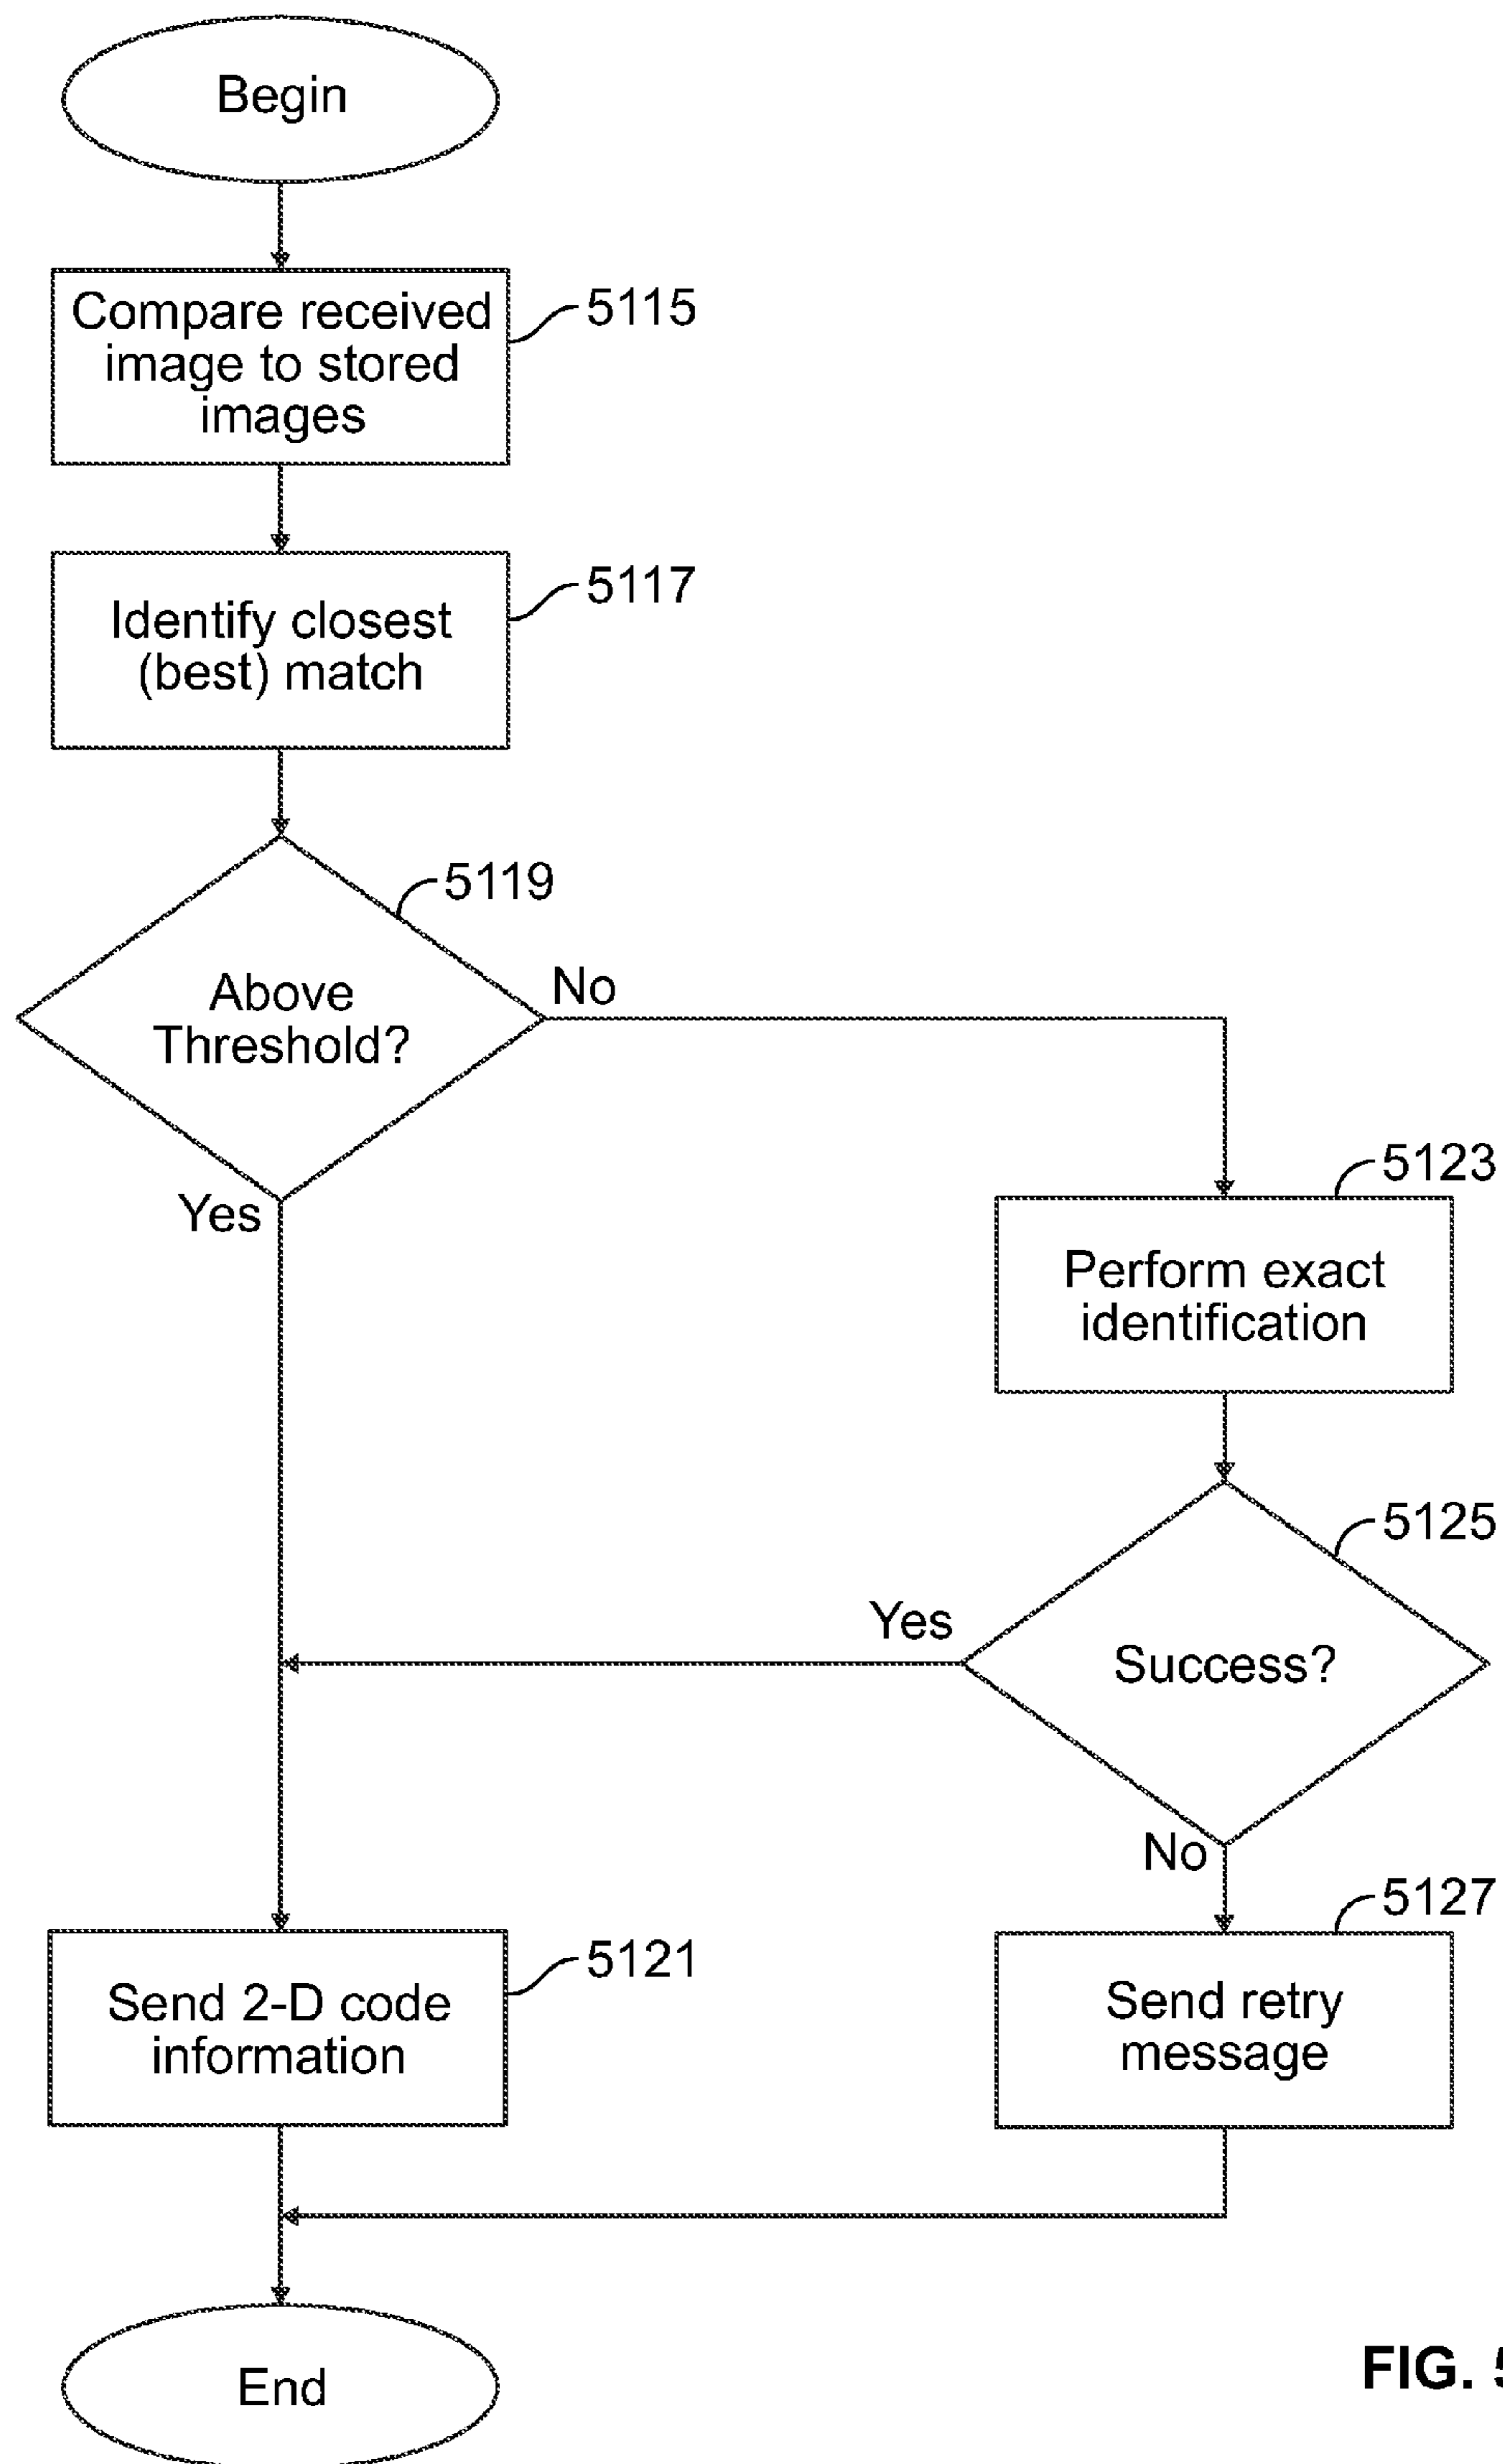 Begin
Compare received
image to stored
images
5115
Identify closest
(best) match
5117
5119
Above
Threshold?
No
Yes
5123
Perform exact
identification
5125
Yes
Success?
No
5127
Send 2-D code
information
5121
Send retry
message
End
FIG.